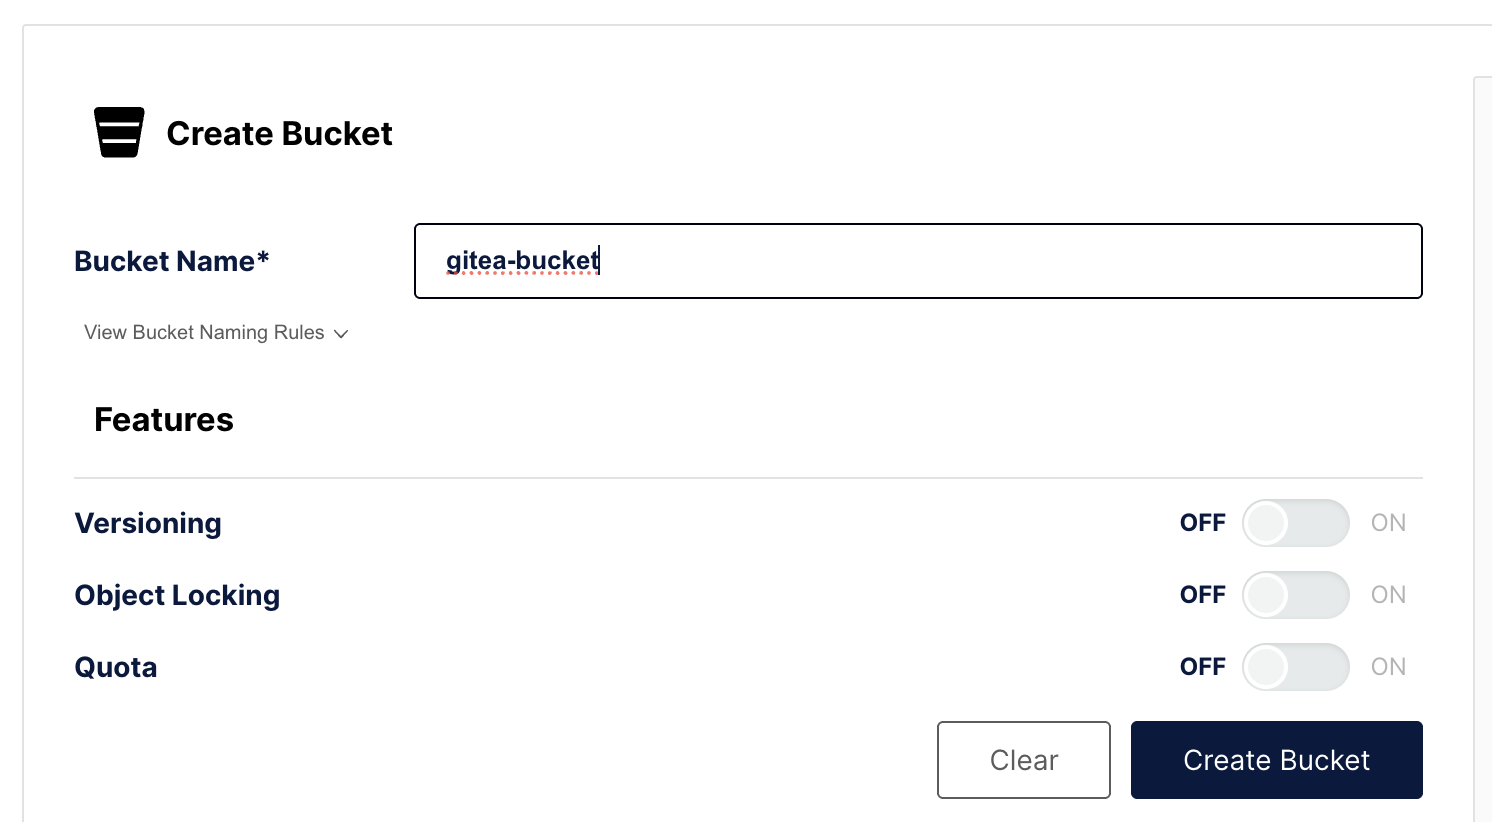 Create Bucket
Bucket Name*
gitea-bucket
View Bucket Naming Rules
Features
Versioning
OFF ON
Object Locking
OFF ON
Quota
OFF ON
Clear
Create Bucket